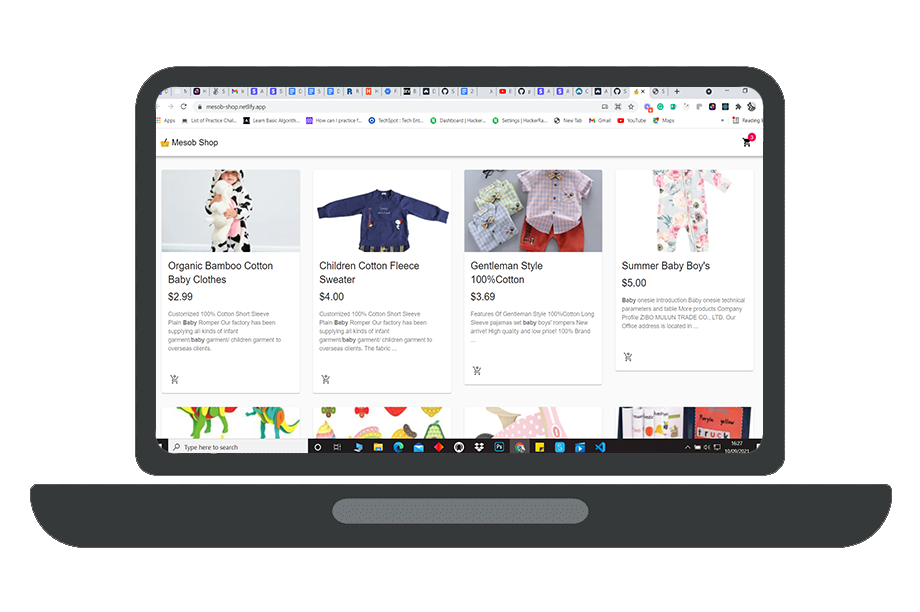 mesob-shop.netlify.app
Apps List of Practice Chal... Learn Basic Algorith... How can I practice f... TechSpot : Tech Ent... Dashboard | Hacker... Settings | HackerRa... New Tab Gmail YouTube Maps Reading l
Mesob Shop 3
Organic Bamboo Cotton
Baby Clothes
$2.99
Customized 100% Cotton Short Sleeve
Plain Baby Romper Our factory has been
supplying all kinds of infant
garment/baby garment/ children garment to
overseas clients.
Children Cotton Fleece
Sweater
$4.00
Customized 100% Cotton Short Sleeve
Plain Baby Romper Our factory has been
supplying all kinds of infant
garment/baby garment/ children garment to
overseas clients. The fabric ...
Gentleman Style
100%Cotton
$3.69
Features Of Gentleman Style 100%Cotton Long
Sleeve pajamas set baby boys' rompers New
arrive! High quality and low price! 100% Brand
...
Summer Baby Boy's
$5.00
Baby onesie Introduction Baby onesie technical
parameters and table More products Company
Profile ZIBO MULUN TRADE CO., LTD. Our
Office address is located in ...
yellow
truck
Type here to search
16:27
10/09/2021